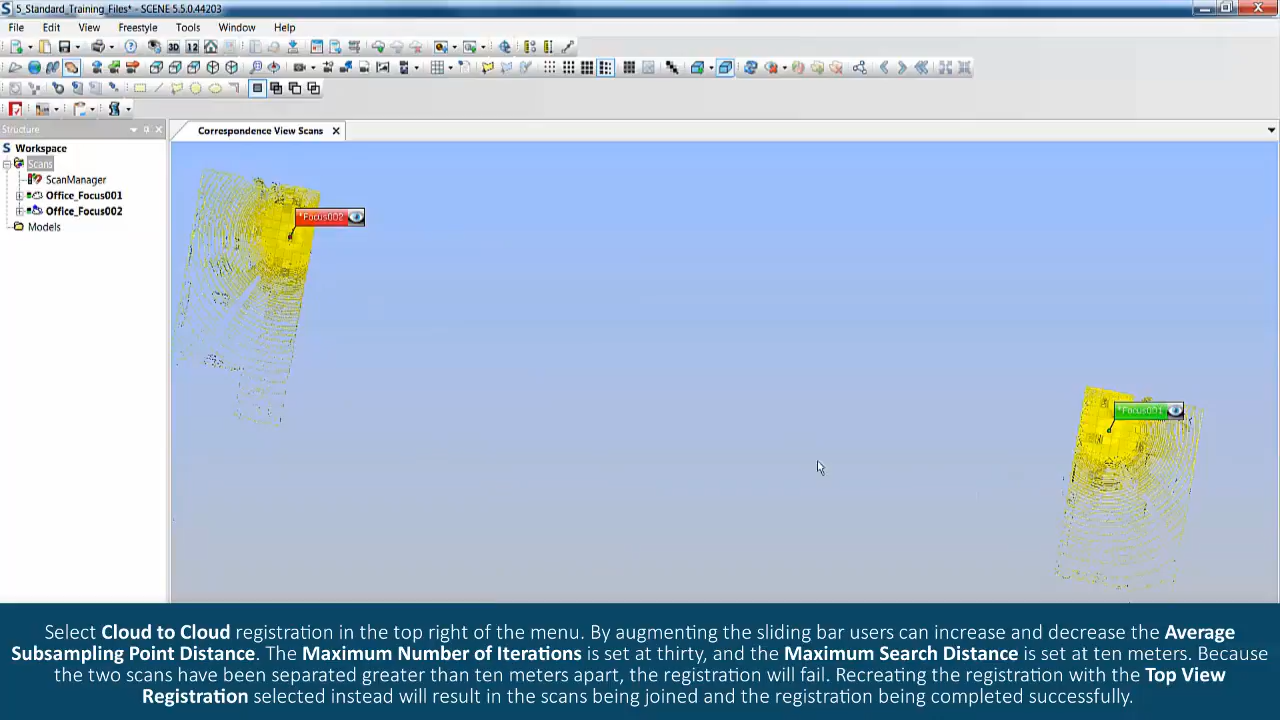 5_Standard_Training_Files* - SCENE 5.5.0.44203
File Edit View Freestyle Tools Window Help
Structure
Correspondence View Scans
Workspace
Scans
ScanManager
Office_Focus001
Office_Focus002
Models
*Focus002
*Focus001
Select Cloud to Cloud registration in the top right of the menu. By augmenting the sliding bar users can increase and decrease the Average
Subsampling Point Distance. The Maximum Number of Iterations is set at thirty, and the Maximum Search Distance is set at ten meters. Because
the two scans have been separated greater than ten meters apart, the registration will fail. Recreating the registration with the Top View
Registration selected instead will result in the scans being joined and the registration being completed successfully.